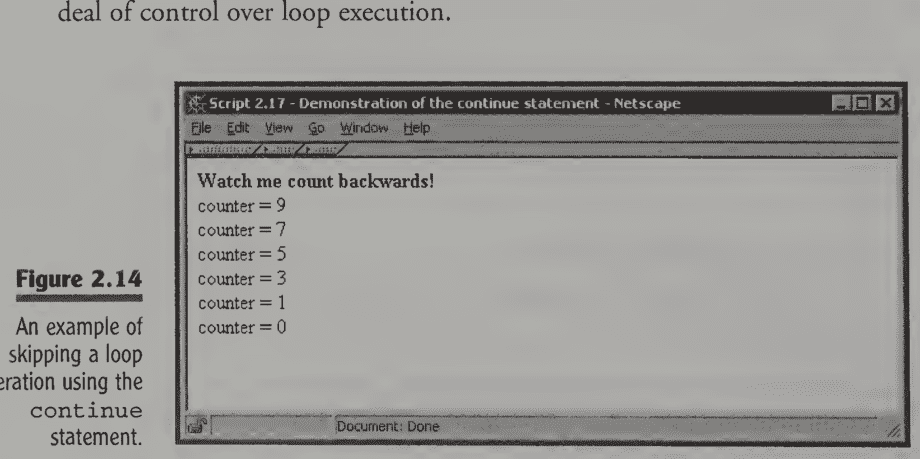 deal of control over loop execution.
Script 2.17 - Demonstration of the continue statement - Netscape
File Edit View Go Window Help
Watch me count backwards!
counter = 9
counter = 7
counter = 5
counter = 3
counter = 1
counter = 0
Document: Done
Figure 2.14
An example of
skipping a loop
eration using the
continue
statement.